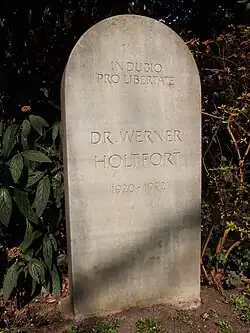 IN DUBIO
PRO LIBERTATE
DR. WERNER
HOLTFORT
1920 - 1992